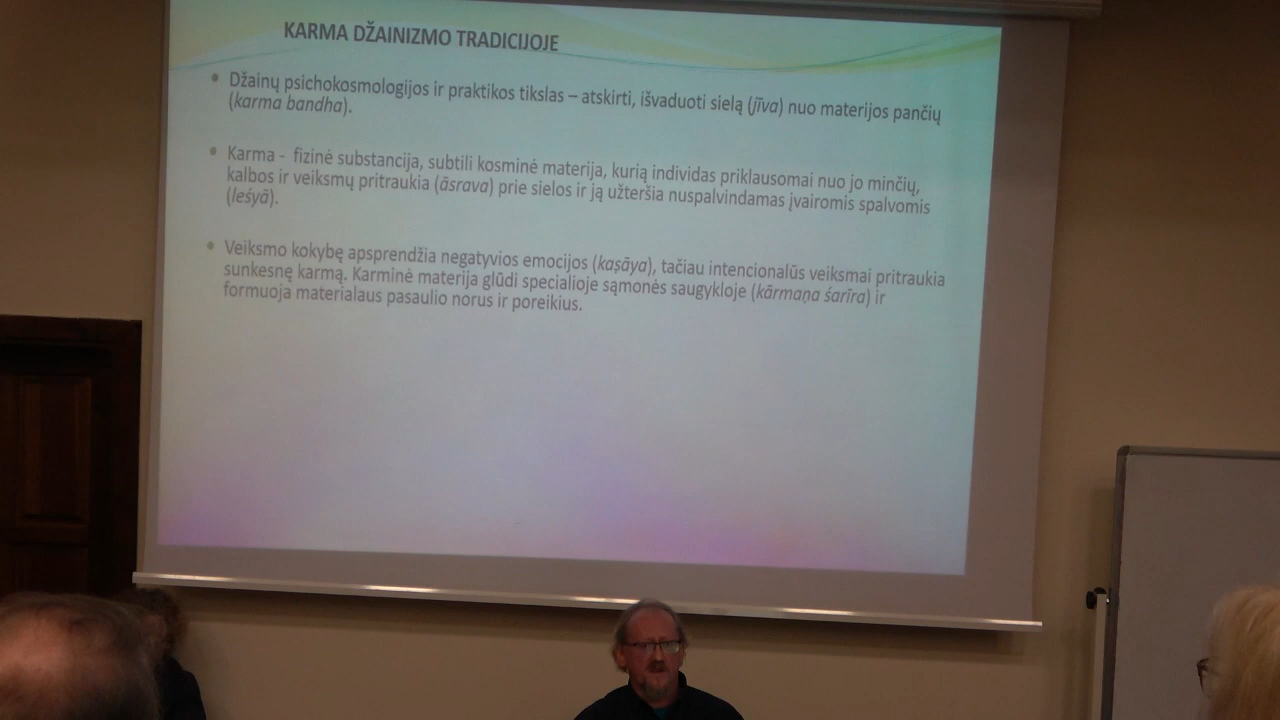 KARMA DŽAINIZMO TRADICIJOJE
• Džainų psichokosmologijos ir praktikos tikslas – atskirti, išvaduoti sielą (jīva) nuo materijos pančių
(karma bandha).
• Karma - fizinė substancija, subtili kosminė materija, kurią individas priklausomai nuo jo minčių,
kalbos ir veiksmų pritraukia (āsrava) prie sielos ir ją užteršia nuspalvindamas įvairomis spalvomis
(leśyā).
• Veiksmo kokybę apsprendžia negatyvios emocijos (kaṣāya), tačiau intencionalūs veiksmai pritraukia
sunkesnę karmą. Karminė materija glūdi specialioje sąmonės saugykloje (kārmaṇa śarīra) ir
formuoja materialaus pasaulio norus ir poreikius.